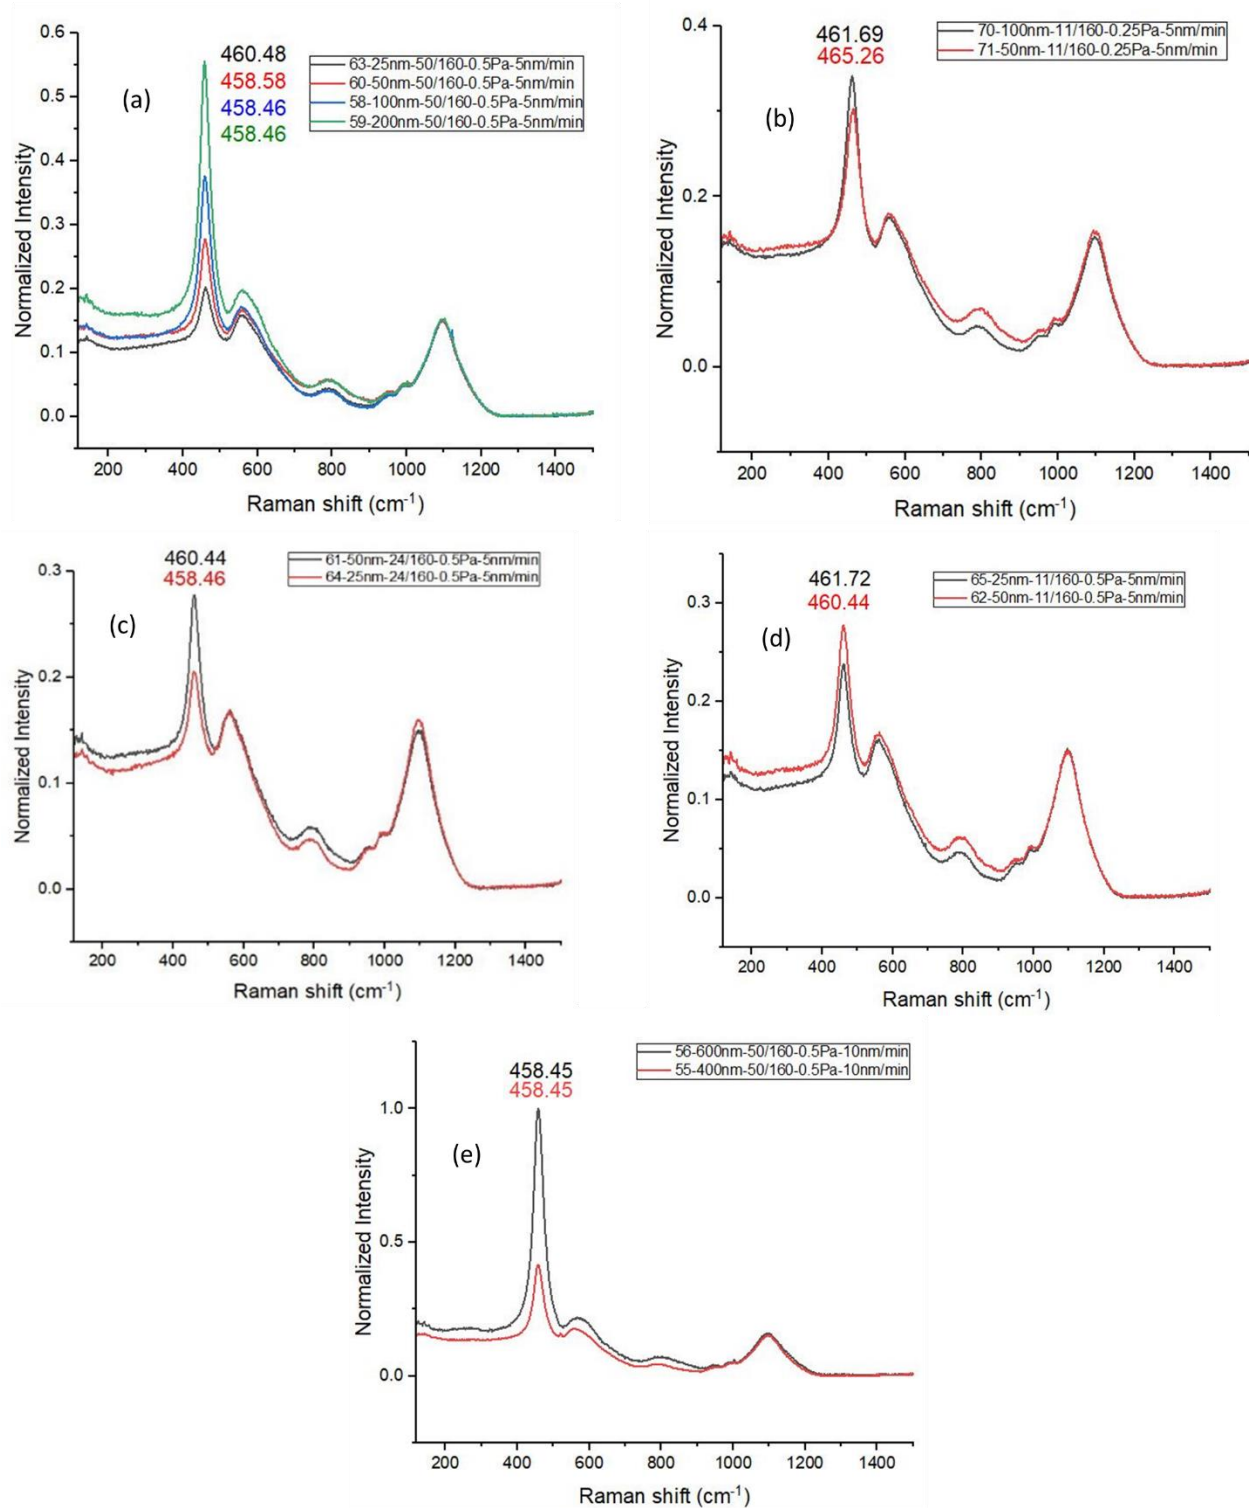 460.48
458.58
458.46
458.46
63-25nm-50/160-0.5Pa-5nm/min
60-50nm-50/160-0.5Pa-5nm/min
58-100nm-50/160-0.5Pa-5nm/min
59-200nm-50/160-0.5Pa-5nm/min
(a)
Normalized Intensity
0.6
0.5
0.4
0.3
0.2
0.1
0.0
200 400 600 800 1000 1200 1400
Raman shift (cm⁻¹)
461.69
465.26
70-100nm-11/160-0.25Pa-5nm/min
71-50nm-11/160-0.25Pa-5nm/min
(b)
Normalized Intensity
0.4
0.2
0.0
200 400 600 800 1000 1200 1400
Raman shift (cm⁻¹)
460.44
458.46
61-50nm-24/160-0.5Pa-5nm/min
64-25nm-24/160-0.5Pa-5nm/min
(c)
Normalized Intensity
0.3
0.2
0.1
0.0
200 400 600 800 1000 1200 1400
Raman shift (cm⁻¹)
461.72
460.44
65-25nm-11/160-0.5Pa-5nm/min
62-50nm-11/160-0.5Pa-5nm/min
(d)
Normalized Intensity
0.3
0.2
0.1
0.0
200 400 600 800 1000 1200 1400
Raman shift (cm⁻¹)
458.45
458.45
56-600nm-50/160-0.5Pa-10nm/min
55-400nm-50/160-0.5Pa-10nm/min
(e)
Normalized Intensity
1.0
0.5
0.0
200 400 600 800 1000 1200 1400
Raman shift (cm⁻¹)